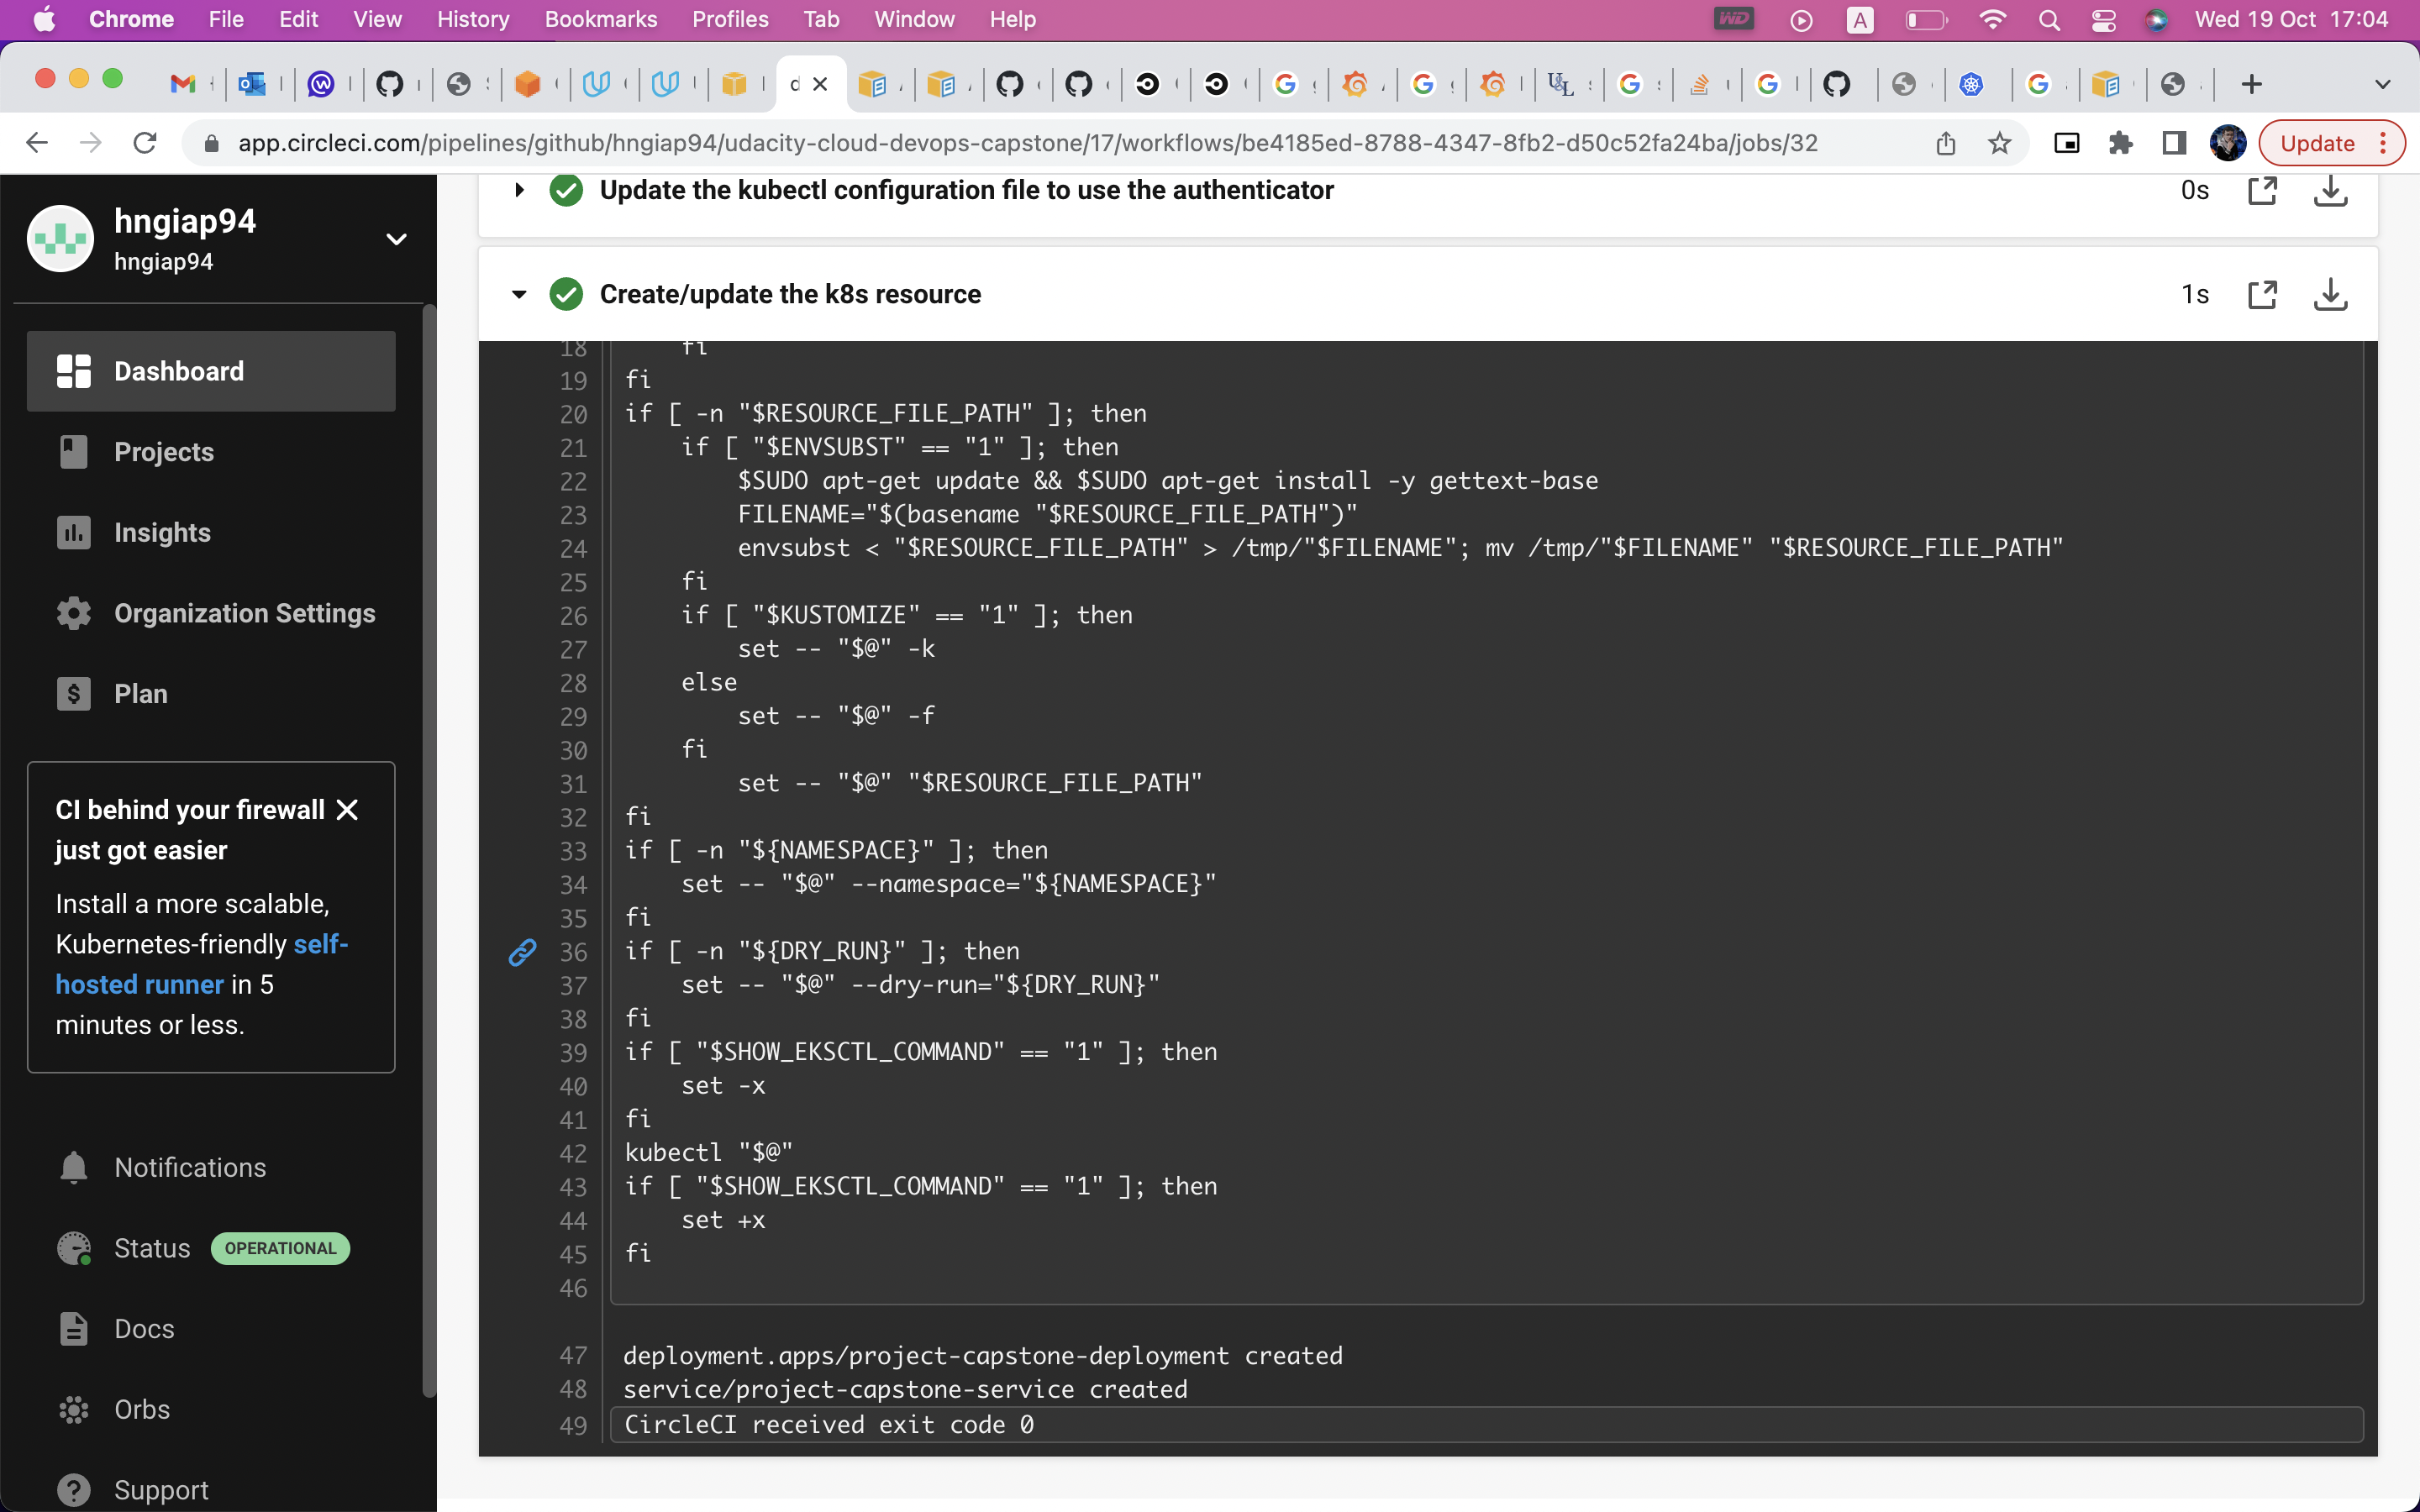 Chrome File Edit View History Bookmarks Profiles Tab Window Help
WD A Wed 19 Oct 17:04
app.circleci.com/pipelines/github/hngiap94/udacity-cloud-devops-capstone/17/workflows/be4185ed-8788-4347-8fb2-d50c52fa24ba/jobs/32
Update
hngiap94
hngiap94
Dashboard
Projects
Insights
Organization Settings
Plan
CI behind your firewall
just got easier
Install a more scalable,
Kubernetes-friendly self-
hosted runner in 5
minutes or less.
Notifications
Status OPERATIONAL
Docs
Orbs
Support
Update the kubectl configuration file to use the authenticator 0s
Create/update the k8s resource 1s
18     fi
19 fi
20 if [ -n "$RESOURCE_FILE_PATH" ]; then
21     if [ "$ENVSUBST" == "1" ]; then
22         $SUDO apt-get update && $SUDO apt-get install -y gettext-base
23         FILENAME="$(basename "$RESOURCE_FILE_PATH")"
24         envsubst < "$RESOURCE_FILE_PATH" > /tmp/"$FILENAME"; mv /tmp/"$FILENAME" "$RESOURCE_FILE_PATH"
25     fi
26     if [ "$KUSTOMIZE" == "1" ]; then
27         set -- "$@" -k
28     else
29         set -- "$@" -f
30     fi
31         set -- "$@" "$RESOURCE_FILE_PATH"
32 fi
33 if [ -n "${NAMESPACE}" ]; then
34     set -- "$@" --namespace="${NAMESPACE}"
35 fi
36 if [ -n "${DRY_RUN}" ]; then
37     set -- "$@" --dry-run="${DRY_RUN}"
38 fi
39 if [ "$SHOW_EKSCTL_COMMAND" == "1" ]; then
40     set -x
41 fi
42 kubectl "$@"
43 if [ "$SHOW_EKSCTL_COMMAND" == "1" ]; then
44     set +x
45 fi
46
47 deployment.apps/project-capstone-deployment created
48 service/project-capstone-service created
49 CircleCI received exit code 0